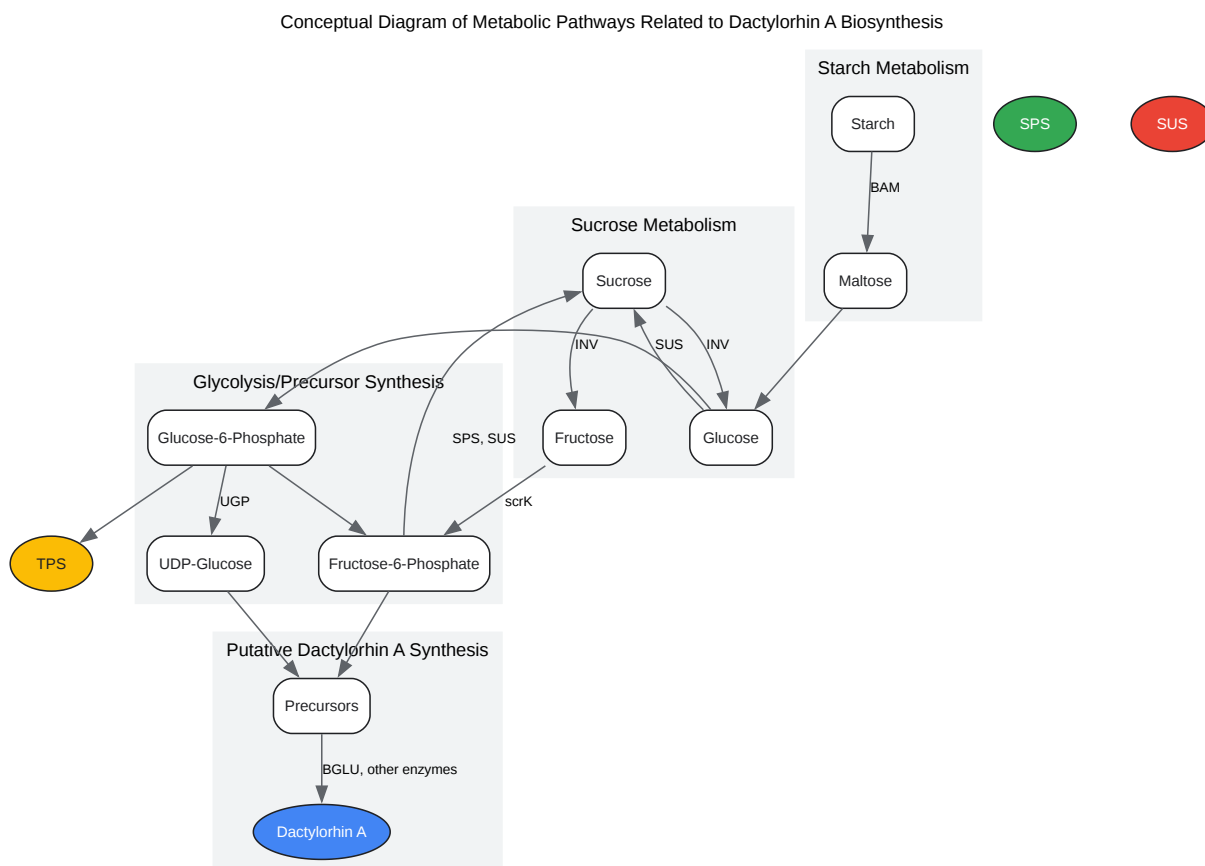 Conceptual Diagram of Metabolic Pathways Related to Dactylorhin A Biosynthesis
Starch Metabolism
Starch
SPS
SUS
BAM
Sucrose Metabolism
Sucrose
Maltose
INV
SUS
INV
Glycolysis/Precursor Synthesis
Glucose-6-Phosphate
SPS, SUS
Fructose
Glucose
UGP
scrK
TPS
UDP-Glucose
Fructose-6-Phosphate
Putative Dactylorhin A Synthesis
Precursors
BGLU, other enzymes
Dactylorhin A